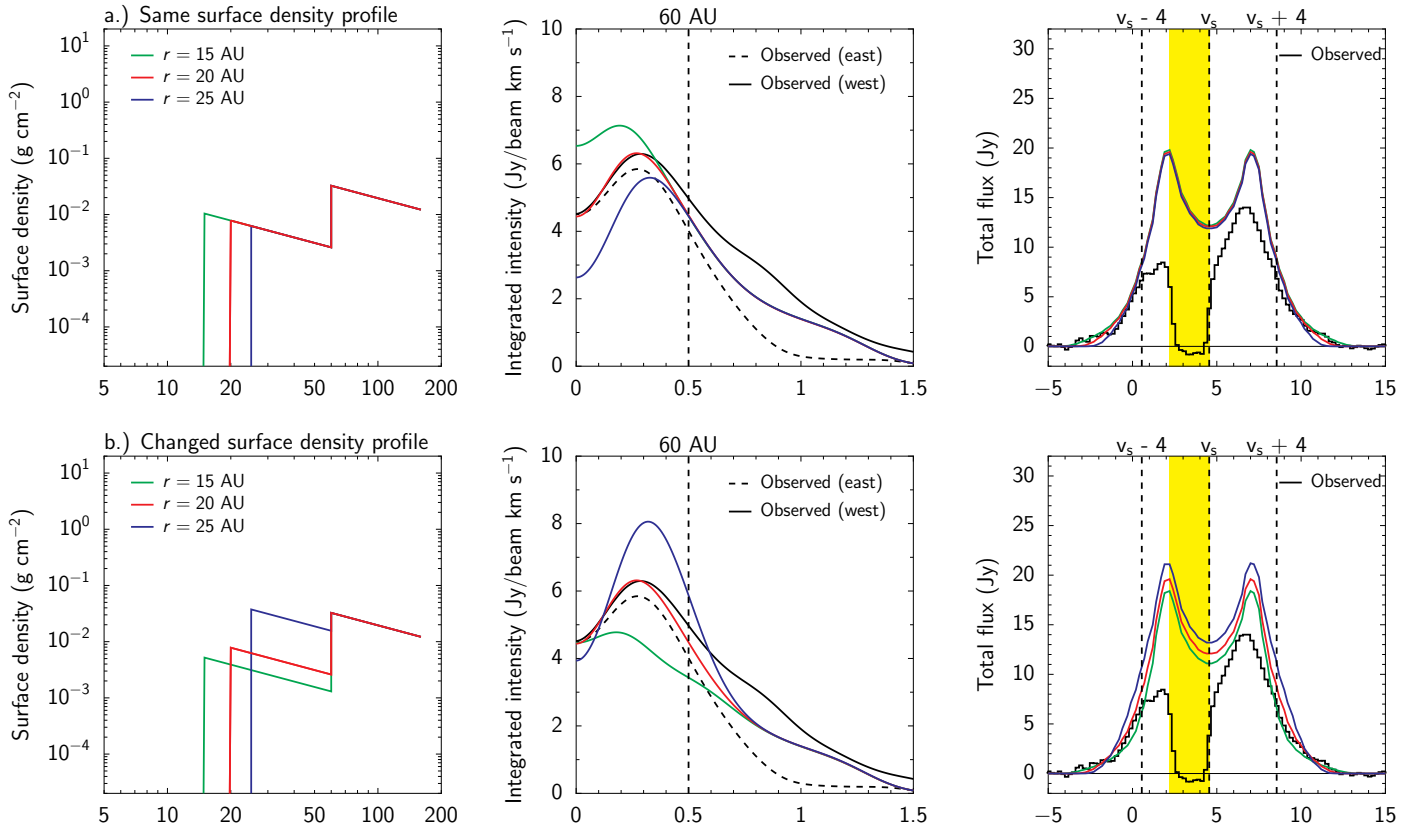 a.) Same surface density profile
Surface density (g cm⁻²)
10¹
10⁰
10⁻¹
10⁻²
10⁻³
10⁻⁴
r = 15 AU
r = 20 AU
r = 25 AU
5 10 20 50 100 200
60 AU
Integrated intensity (Jy/beam km s⁻¹)
10
8
6
4
2
0
Observed (east)
Observed (west)
0 0.5 1 1.5
vₛ - 4 vₛ vₛ + 4
Total flux (Jy)
30
25
20
15
10
5
0
Observed
−5 0 5 10 15
b.) Changed surface density profile
Surface density (g cm⁻²)
10¹
10⁰
10⁻¹
10⁻²
10⁻³
10⁻⁴
r = 15 AU
r = 20 AU
r = 25 AU
5 10 20 50 100 200
60 AU
Integrated intensity (Jy/beam km s⁻¹)
10
8
6
4
2
0
Observed (east)
Observed (west)
0 0.5 1 1.5
vₛ - 4 vₛ vₛ + 4
Total flux (Jy)
30
25
20
15
10
5
0
Observed
−5 0 5 10 15